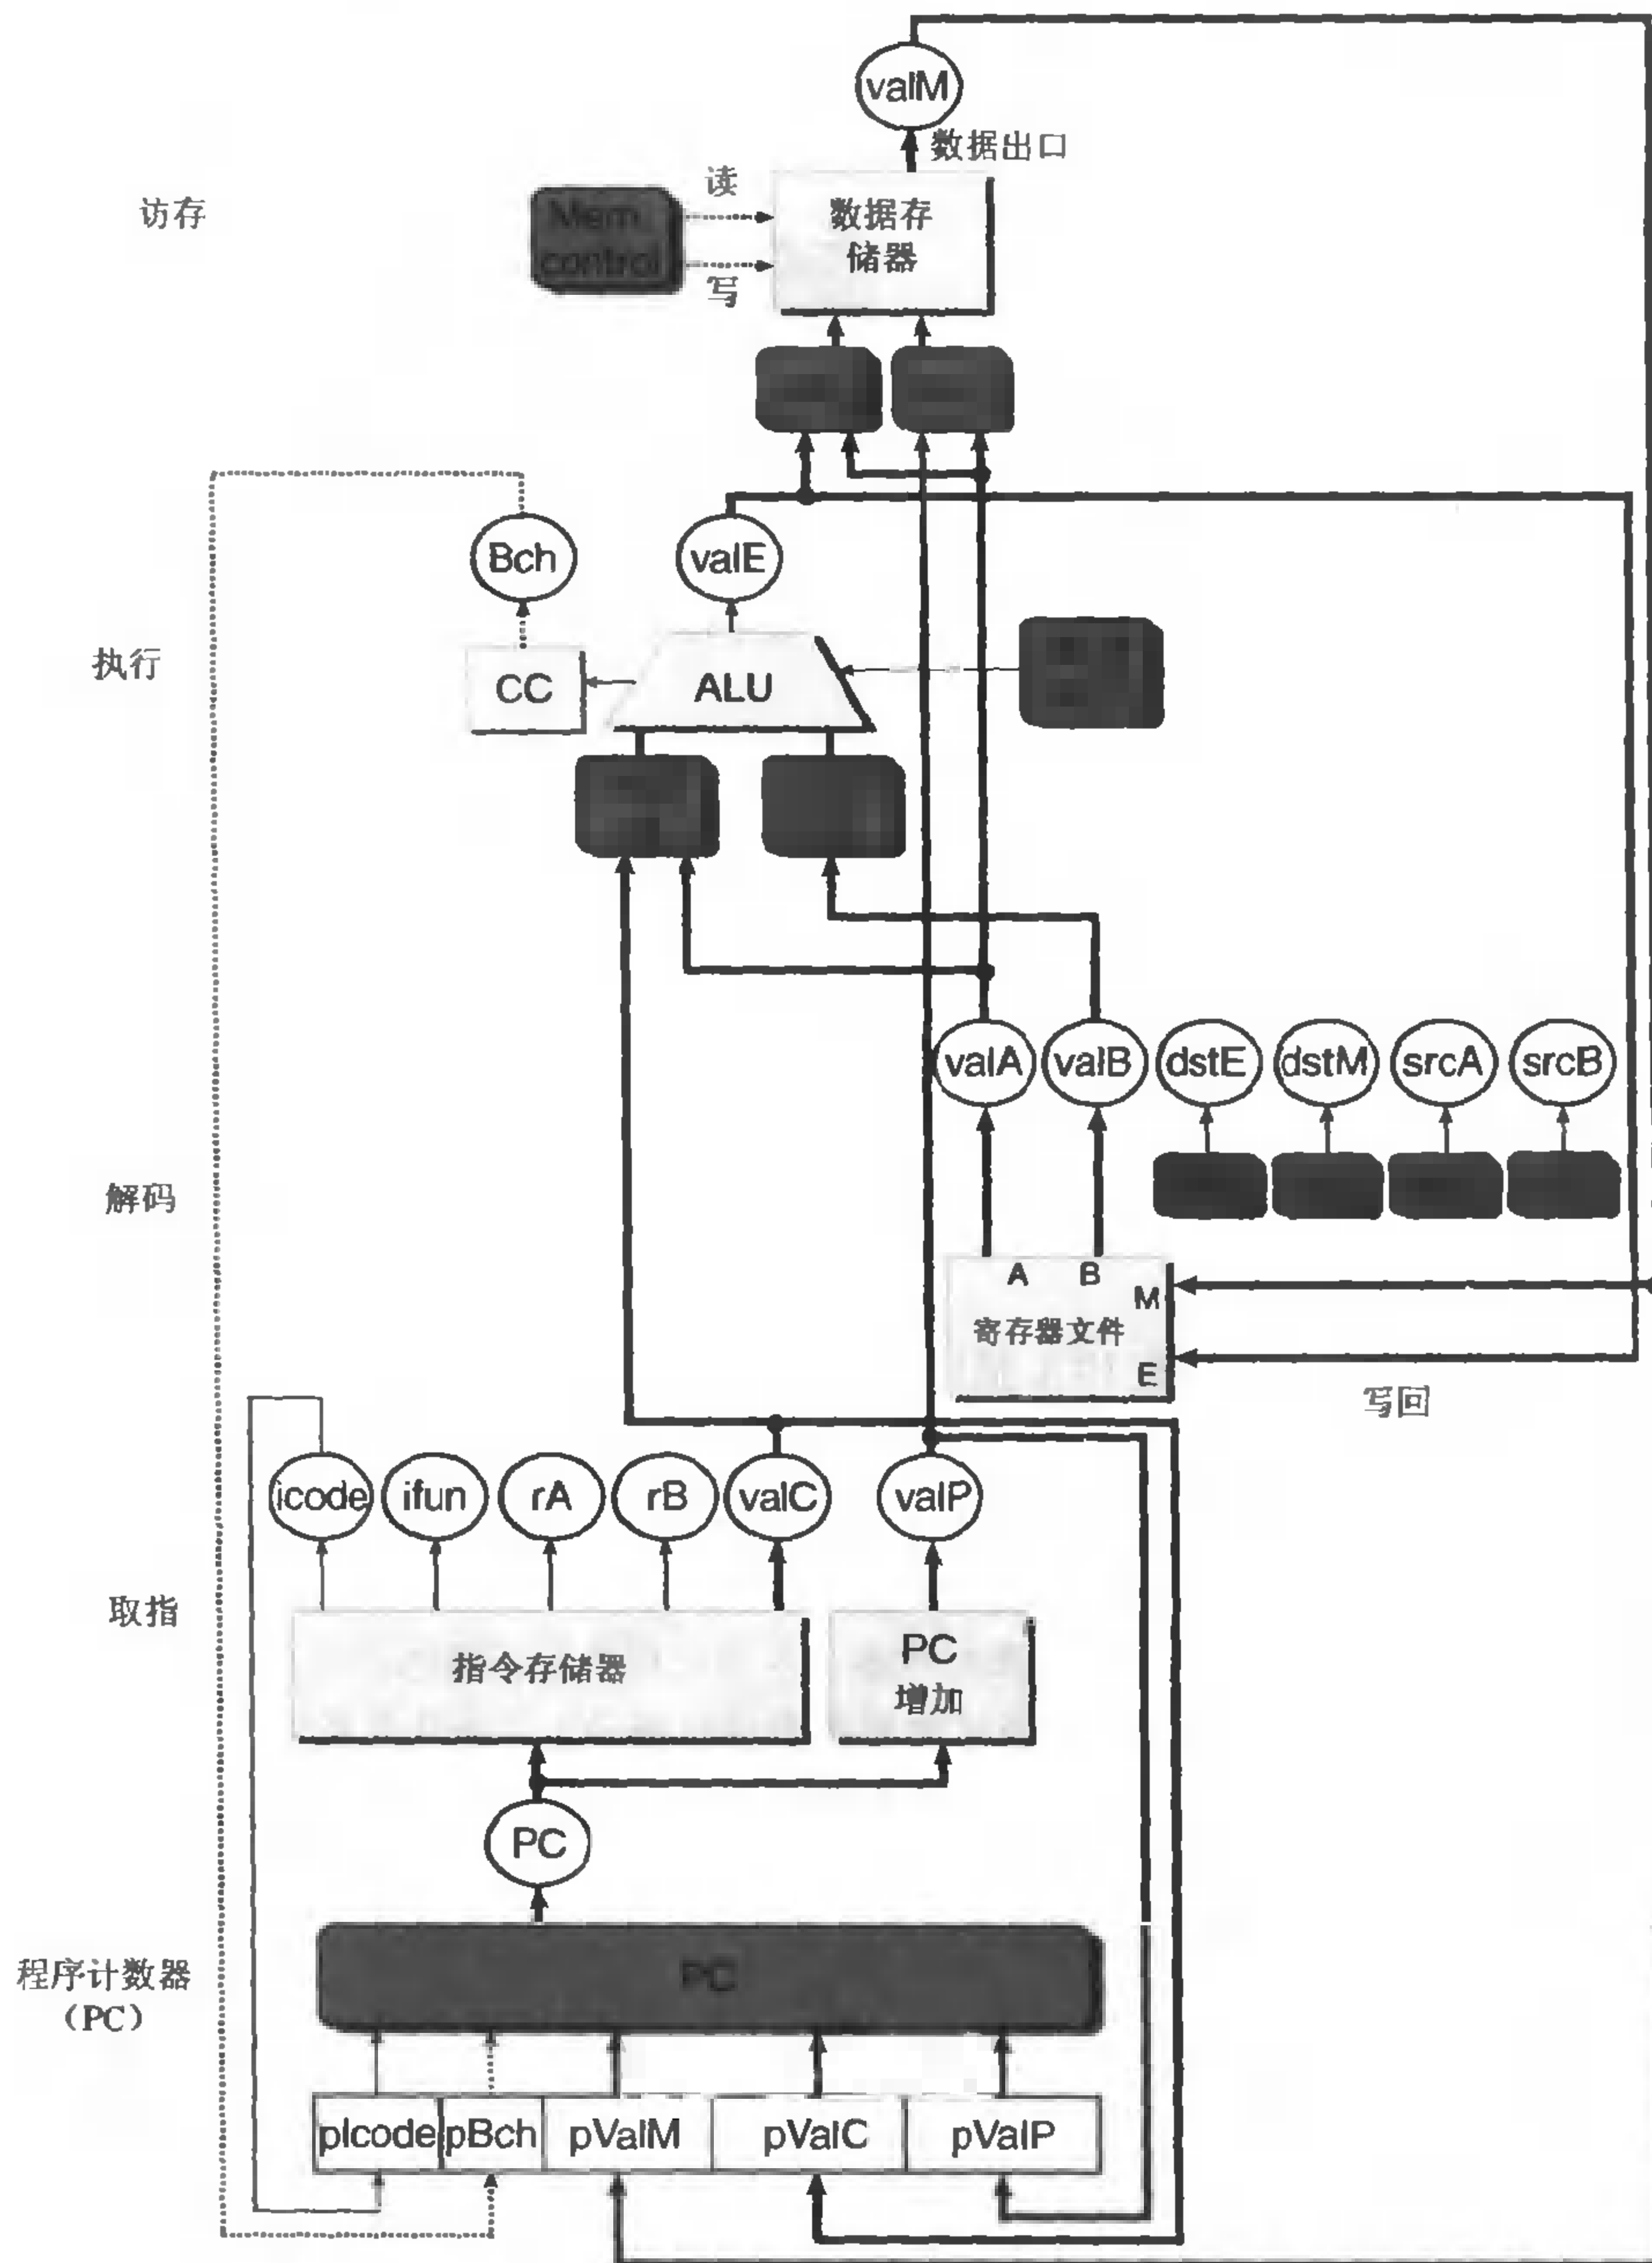 valM
数据出口
读
访存
Mem.
control
数据存
储器
写
Bch
valE
执行
CC
ALU
valA
valB
dstE
dstM
srcA
srcB
解码
A
B
M
寄存器文件
E
写回
icode
ifun
rA
rB
valC
valP
取指
指令存储器
PC
增加
PC
程序计数器
(PC)
PC
pIcode
pBch
pValM
pValC
pValP